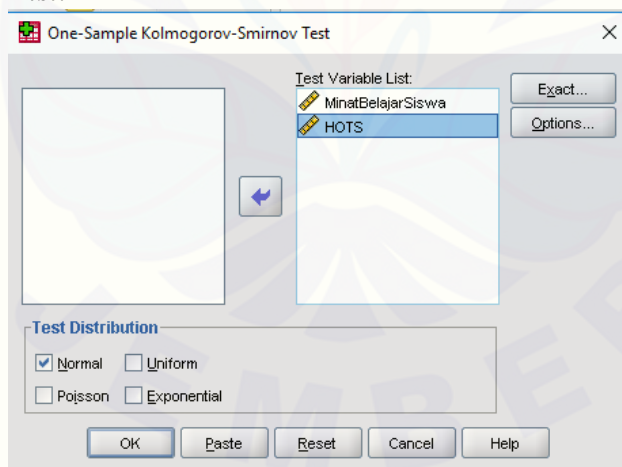 One-Sample Kolmogorov-Smirnov Test
Test Variable List:
MinatBelajarSiswa
HOTS
Exact...
Options...
Test Distribution
Normal Uniform
Poisson Exponential
OK Paste Reset Cancel Help